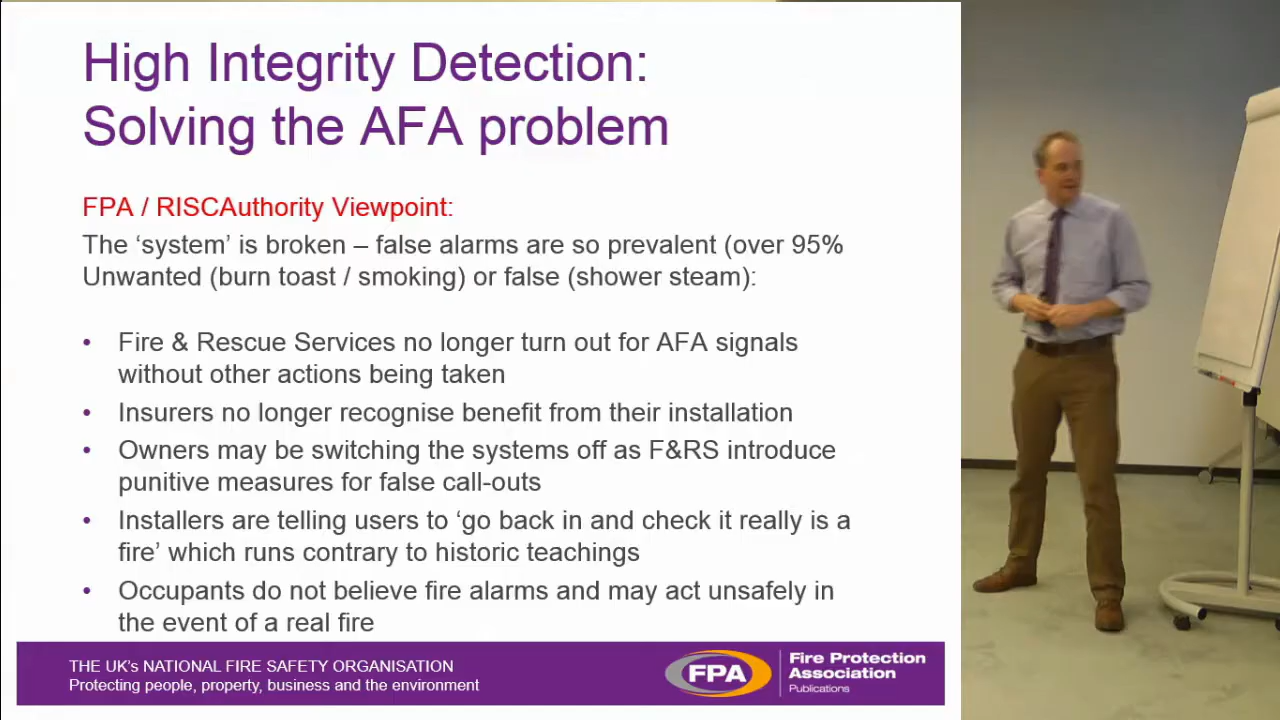 High Integrity Detection:
Solving the AFA problem
FPA / RISCAuthority Viewpoint:
The ‘system’ is broken – false alarms are so prevalent (over 95%
Unwanted (burn toast / smoking) or false (shower steam):
• Fire & Rescue Services no longer turn out for AFA signals
without other actions being taken
• Insurers no longer recognise benefit from their installation
• Owners may be switching the systems off as F&RS introduce
punitive measures for false call-outs
• Installers are telling users to ‘go back in and check it really is a
fire’ which runs contrary to historic teachings
• Occupants do not believe fire alarms and may act unsafely in
the event of a real fire
THE UK's NATIONAL FIRE SAFETY ORGANISATION
Protecting people, property, business and the environment
FPA
Fire Protection
Association
Publications